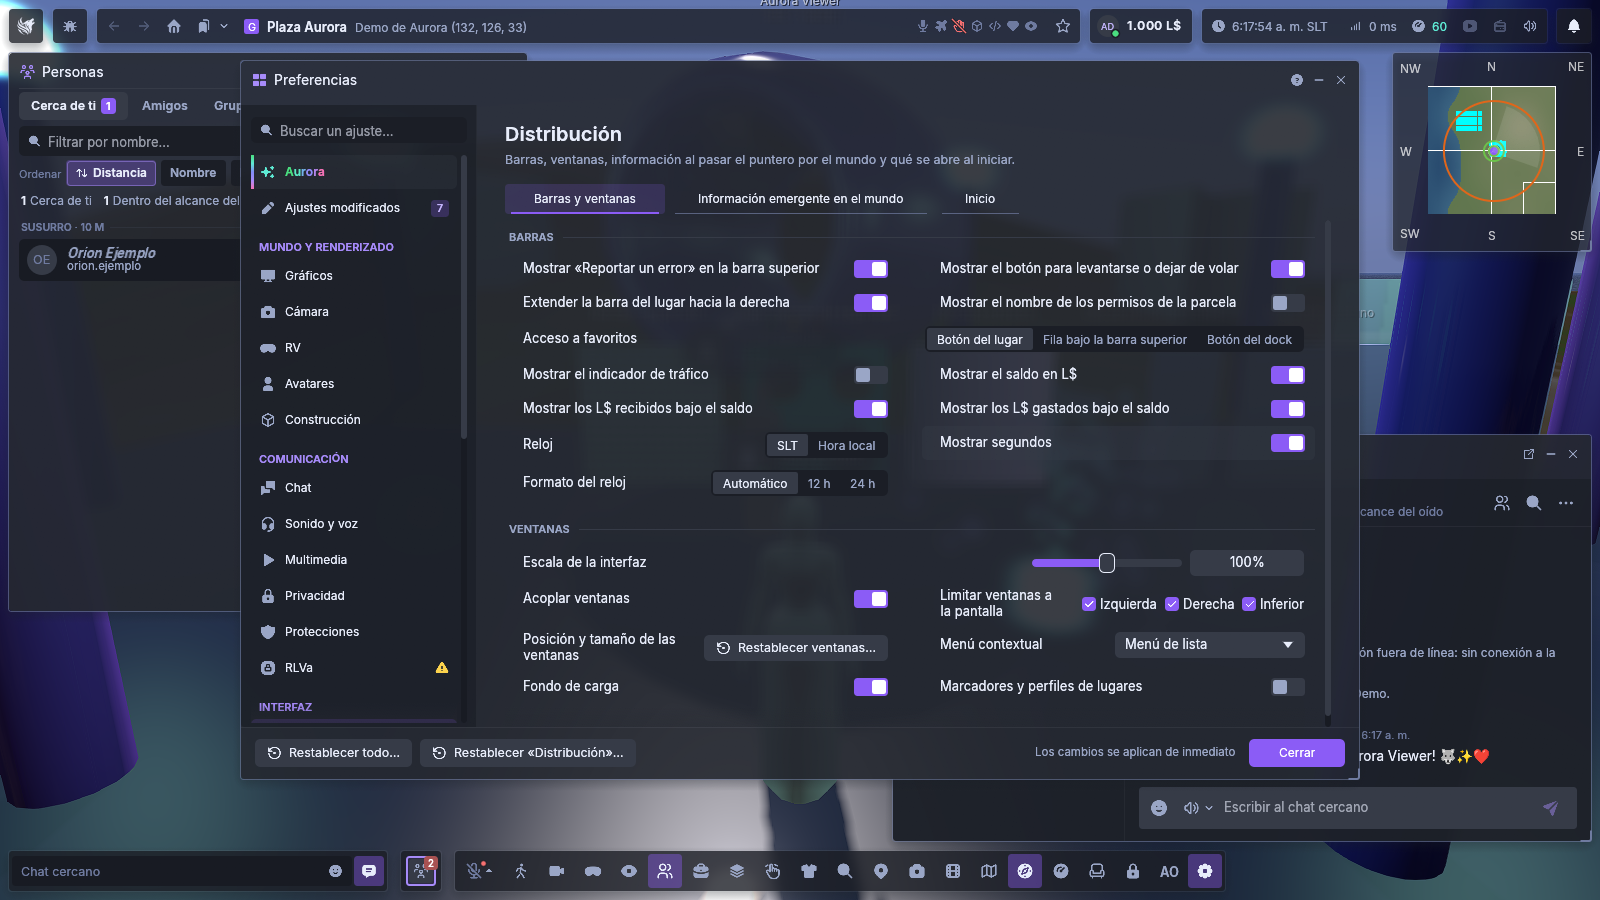 Aurora Viewer
Plaza Aurora Demo de Aurora (132, 126, 33)
AD 1.000 L$
6:17:54 a. m. SLT 0 ms 60
Personas
Cerca de ti 1 Amigos Grup
Filtrar por nombre...
Ordenar Distancia Nombre
1 Cerca de ti 1 Dentro del alcance del
SUSURRO · 10 M
OE Orion Ejemplo
orion.ejemplo
Preferencias
Buscar un ajuste...
Aurora
Ajustes modificados 7
MUNDO Y RENDERIZADO
Gráficos
Cámara
RV
Avatares
Construcción
COMUNICACIÓN
Chat
Sonido y voz
Multimedia
Privacidad
Protecciones
RLVa
INTERFAZ
Distribución
Barras, ventanas, información al pasar el puntero por el mundo y qué se abre al iniciar.
Barras y ventanas Información emergente en el mundo Inicio
BARRAS
Mostrar «Reportar un error» en la barra superior
Mostrar el botón para levantarse o dejar de volar
Extender la barra del lugar hacia la derecha
Mostrar el nombre de los permisos de la parcela
Acceso a favoritos Botón del lugar Fila bajo la barra superior Botón del dock
Mostrar el indicador de tráfico
Mostrar el saldo en L$
Mostrar los L$ recibidos bajo el saldo
Mostrar los L$ gastados bajo el saldo
Reloj SLT Hora local
Mostrar segundos
Formato del reloj Automático 12 h 24 h
VENTANAS
Escala de la interfaz 100%
Acoplar ventanas
Limitar ventanas a
la pantalla
Izquierda Derecha Inferior
Posición y tamaño de las
ventanas
Restablecer ventanas...
Menú contextual Menú de lista
Fondo de carga
Marcadores y perfiles de lugares
Restablecer todo... Restablecer «Distribución»... Los cambios se aplican de inmediato Cerrar
NW N NE
W E
SW S SE
no
cance del oído
ón fuera de línea: sin conexión a la
Demo.
6:17 a. m.
rora Viewer! 🐺✨❤️
Escribir al chat cercano
Chat cercano
2
AO